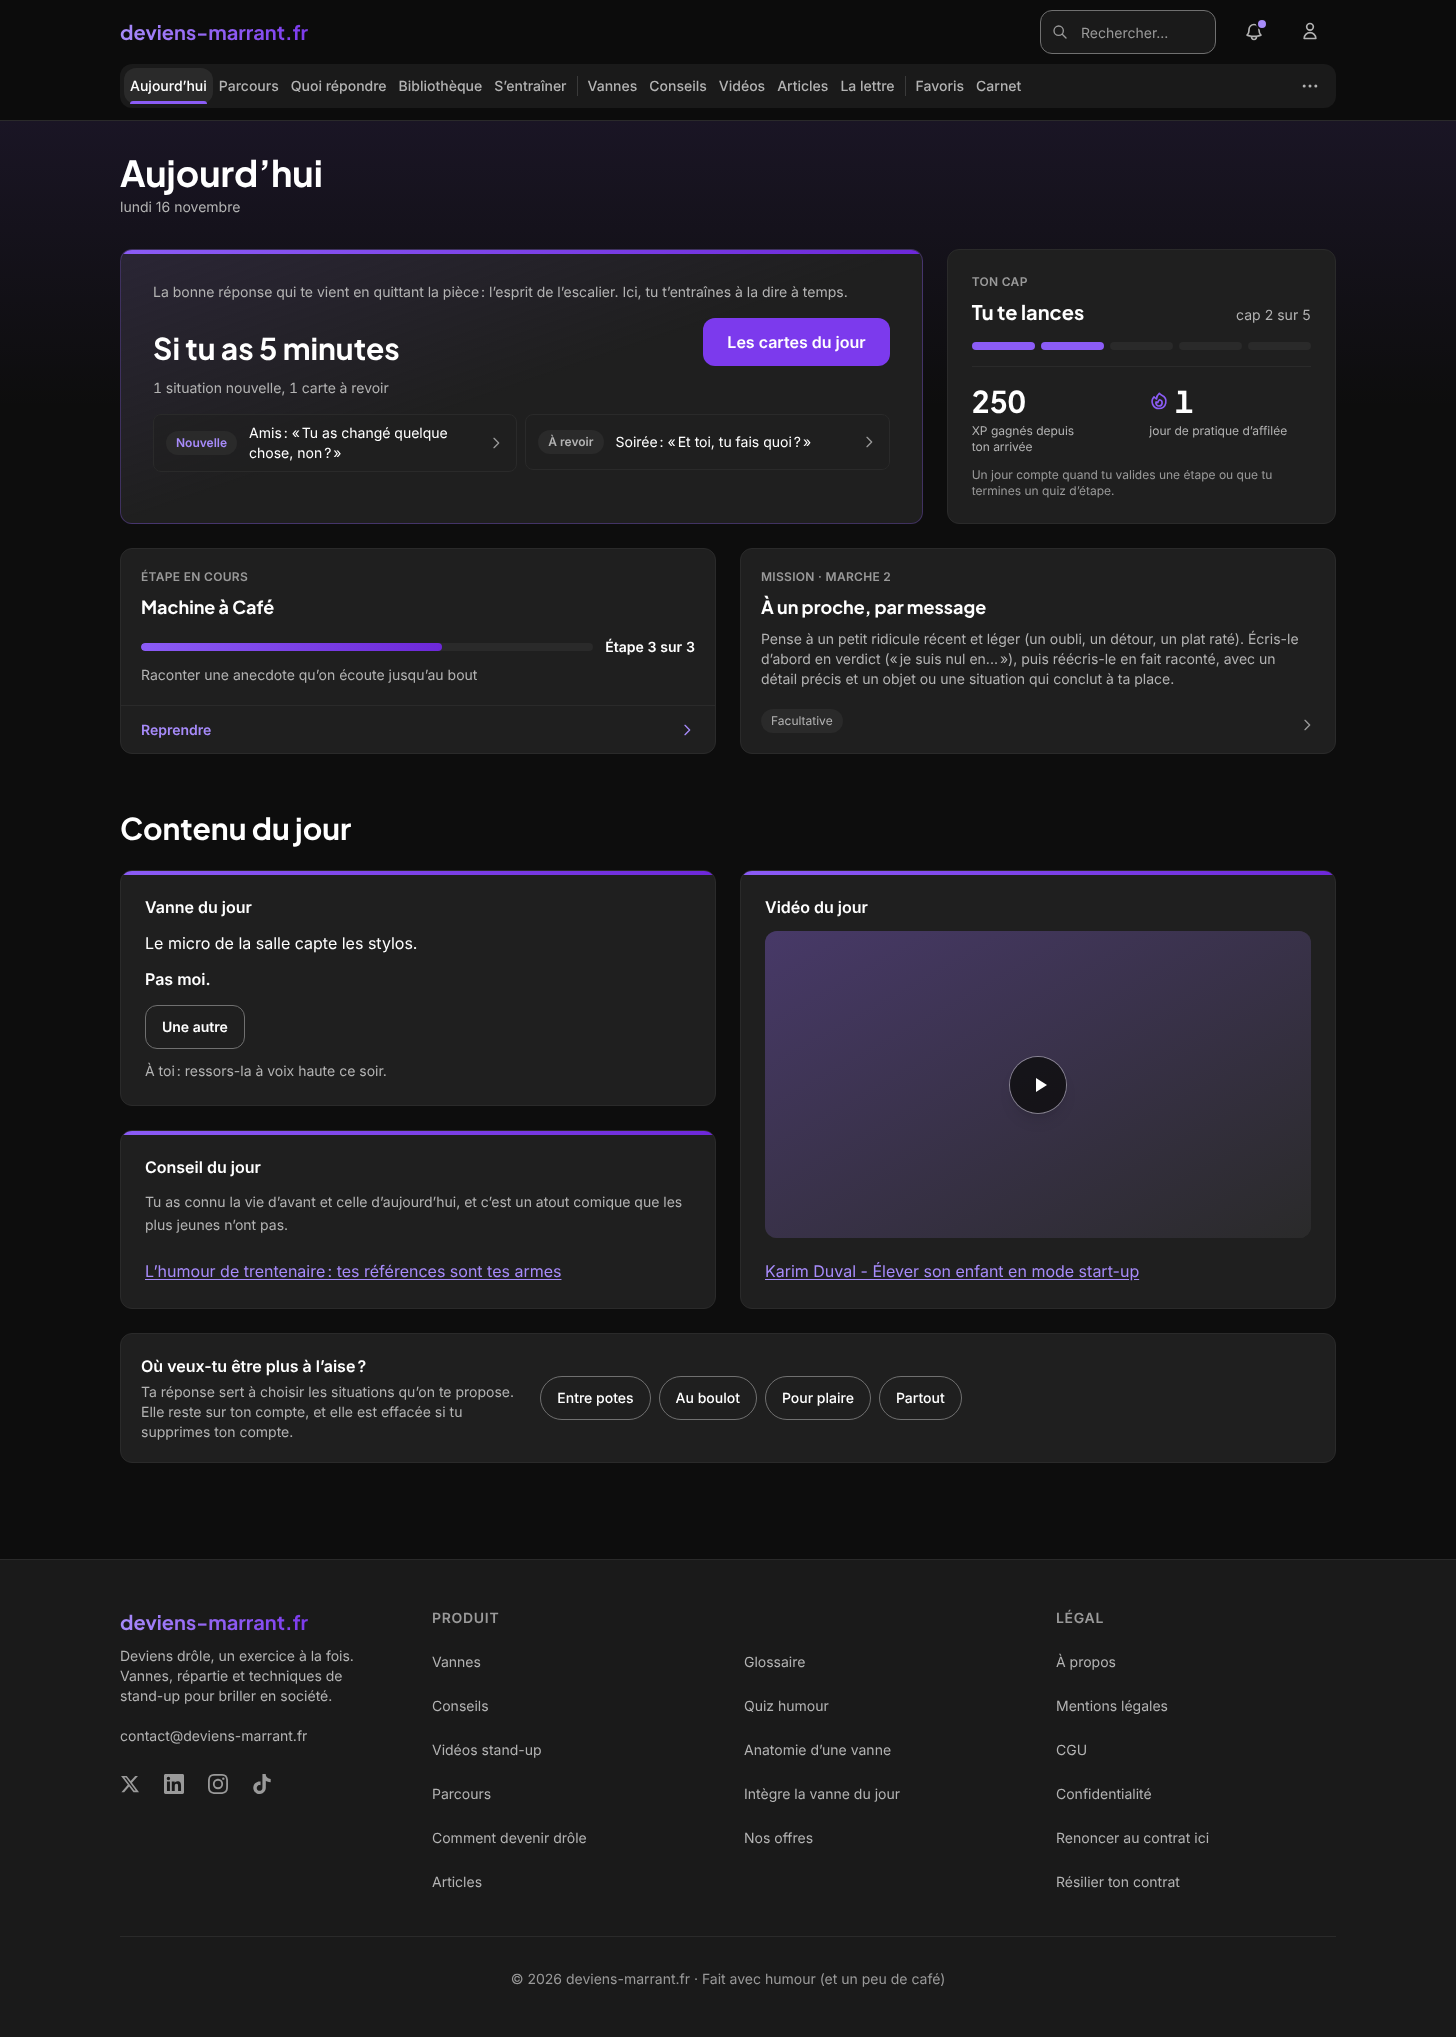 deviens-marrant.fr
Rechercher...
Aujourd’hui Parcours Quoi répondre Bibliothèque S’entraîner Vannes Conseils Vidéos Articles La lettre Favoris Carnet
Aujourd’hui
lundi 16 novembre
La bonne réponse qui te vient en quittant la pièce : l’esprit de l’escalier. Ici, tu t’entraînes à la dire à temps.
Si tu as 5 minutes
Les cartes du jour
1 situation nouvelle, 1 carte à revoir
Nouvelle
Amis : « Tu as changé quelque
chose, non ? »
À revoir
Soirée : « Et toi, tu fais quoi ? »
TON CAP
Tu te lances
cap 2 sur 5
250
XP gagnés depuis
ton arrivée
1
jour de pratique d’affilée
Un jour compte quand tu valides une étape ou que tu
termines un quiz d’étape.
ÉTAPE EN COURS
Machine à Café
Étape 3 sur 3
Raconter une anecdote qu’on écoute jusqu’au bout
Reprendre
MISSION · MARCHE 2
À un proche, par message
Pense à un petit ridicule récent et léger (un oubli, un détour, un plat raté). Écris-le
d’abord en verdict (« je suis nul en… »), puis réécris-le en fait raconté, avec un
détail précis et un objet ou une situation qui conclut à ta place.
Facultative
Contenu du jour
Vanne du jour
Le micro de la salle capte les stylos.
Pas moi.
Une autre
À toi : ressors-la à voix haute ce soir.
Conseil du jour
Tu as connu la vie d’avant et celle d’aujourd’hui, et c’est un atout comique que les
plus jeunes n’ont pas.
L’humour de trentenaire : tes références sont tes armes
Vidéo du jour
Karim Duval - Élever son enfant en mode start-up
Où veux-tu être plus à l’aise ?
Ta réponse sert à choisir les situations qu’on te propose.
Elle reste sur ton compte, et elle est effacée si tu
supprimes ton compte.
Entre potes
Au boulot
Pour plaire
Partout
deviens-marrant.fr
Deviens drôle, un exercice à la fois.
Vannes, répartie et techniques de
stand-up pour briller en société.
contact@deviens-marrant.fr
PRODUIT
Vannes
Conseils
Vidéos stand-up
Parcours
Comment devenir drôle
Articles
Glossaire
Quiz humour
Anatomie d’une vanne
Intègre la vanne du jour
Nos offres
LÉGAL
À propos
Mentions légales
CGU
Confidentialité
Renoncer au contrat ici
Résilier ton contrat
© 2026 deviens-marrant.fr · Fait avec humour (et un peu de café)